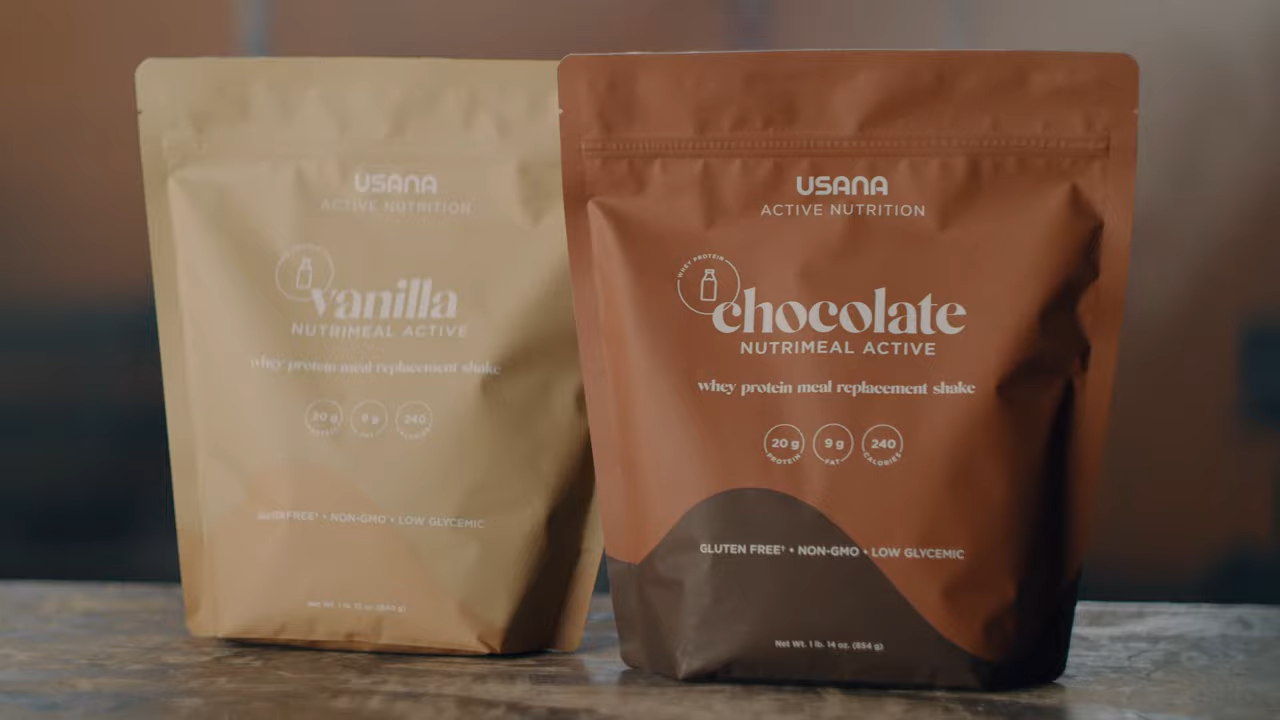 USANA
ACTIVE NUTRITION
vanilla
NUTRIMEAL ACTIVE
whey protein meal replacement shake
20 g
9 g
240
FREE† • NON-GMO • LOW GLYCEMIC
USANA
ACTIVE NUTRITION
WHEY PROTEIN
chocolate
NUTRIMEAL ACTIVE
whey protein meal replacement shake
20 g PROTEIN
9 g FAT
240 CALORIES
GLUTEN FREE† • NON-GMO • LOW GLYCEMIC
Net Wt. 1 lb. 14 oz. (854 g)